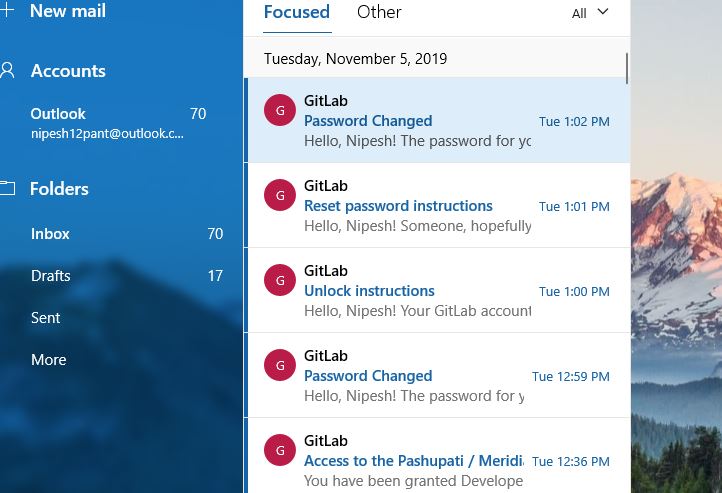 New mail
Accounts
Outlook 70
nipesh12pant@outlook.c...
Folders
Inbox 70
Drafts 17
Sent
More
Focused Other All
Tuesday, November 5, 2019
G
GitLab
Password Changed Tue 1:02 PM
Hello, Nipesh! The password for yo
G
GitLab
Reset password instructions Tue 1:01 PM
Hello, Nipesh! Someone, hopefully
G
GitLab
Unlock instructions Tue 1:00 PM
Hello, Nipesh! Your GitLab account
G
GitLab
Password Changed Tue 12:59 PM
Hello, Nipesh! The password for y
G
GitLab
Access to the Pashupati / Meridi Tue 12:36 PM
You have been granted Develope